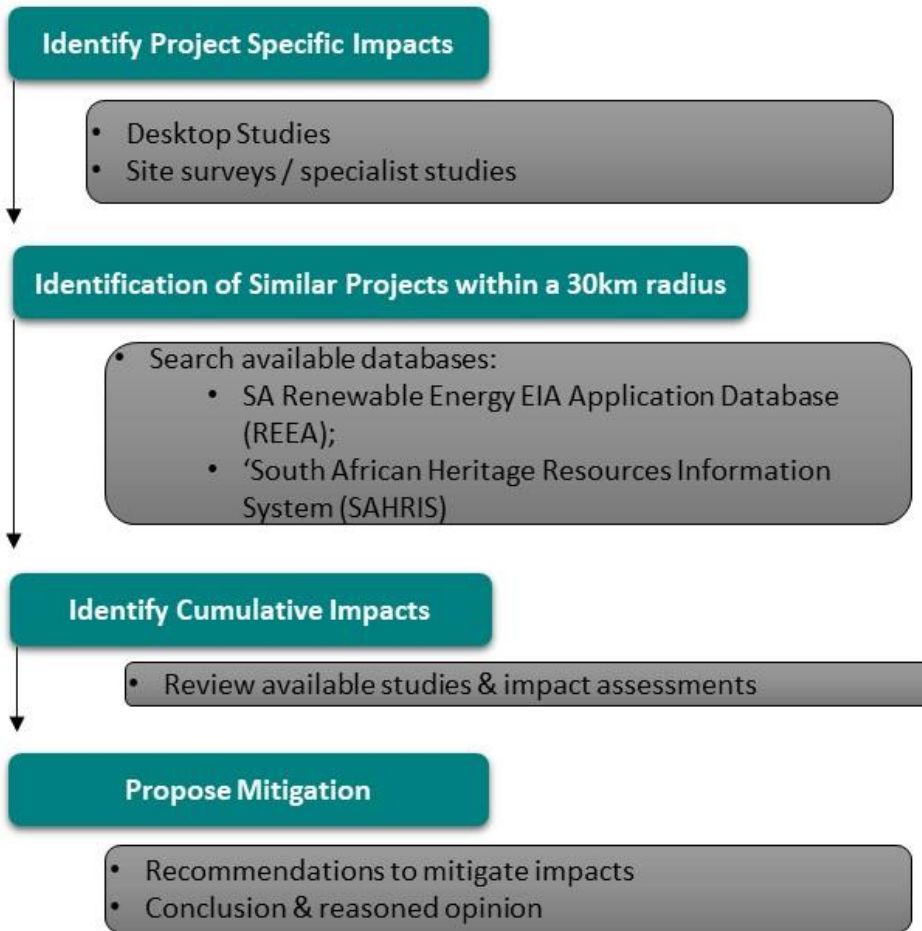 Identify Project Specific Impacts
• Desktop Studies
• Site surveys / specialist studies
Identification of Similar Projects within a 30km radius
• Search available databases:
• SA Renewable Energy EIA Application Database
(REEA);
• ‘South African Heritage Resources Information
System (SAHRIS)
Identify Cumulative Impacts
• Review available studies & impact assessments
Propose Mitigation
• Recommendations to mitigate impacts
• Conclusion & reasoned opinion